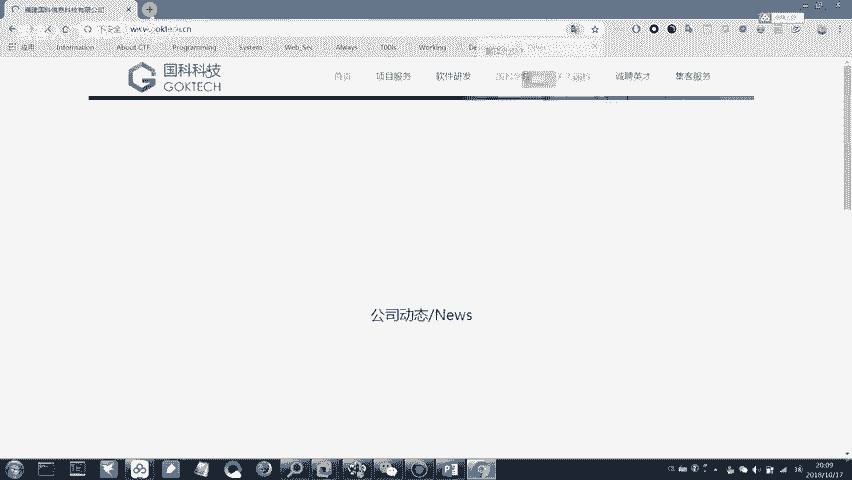 福建国科信息科技有限公司
不安全 www.goktech.cn
应用 Information About CTF Programming System Web_Sec Always T00ls Working
国科科技
GOKTECH
首页 项目服务 软件研发 诚聘英才 集客服务
公司动态/News
20:09
2018/10/17